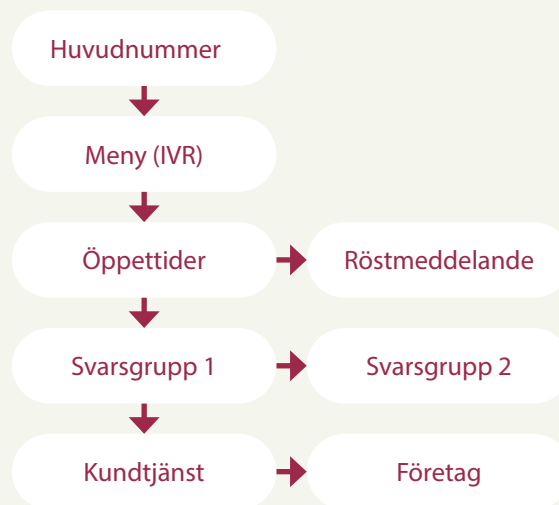 Huvudnummer
Meny (IVR)
Öppettider
Röstmeddelande
Svarsgrupp 1
Svarsgrupp 2
Kundtjänst
Företag